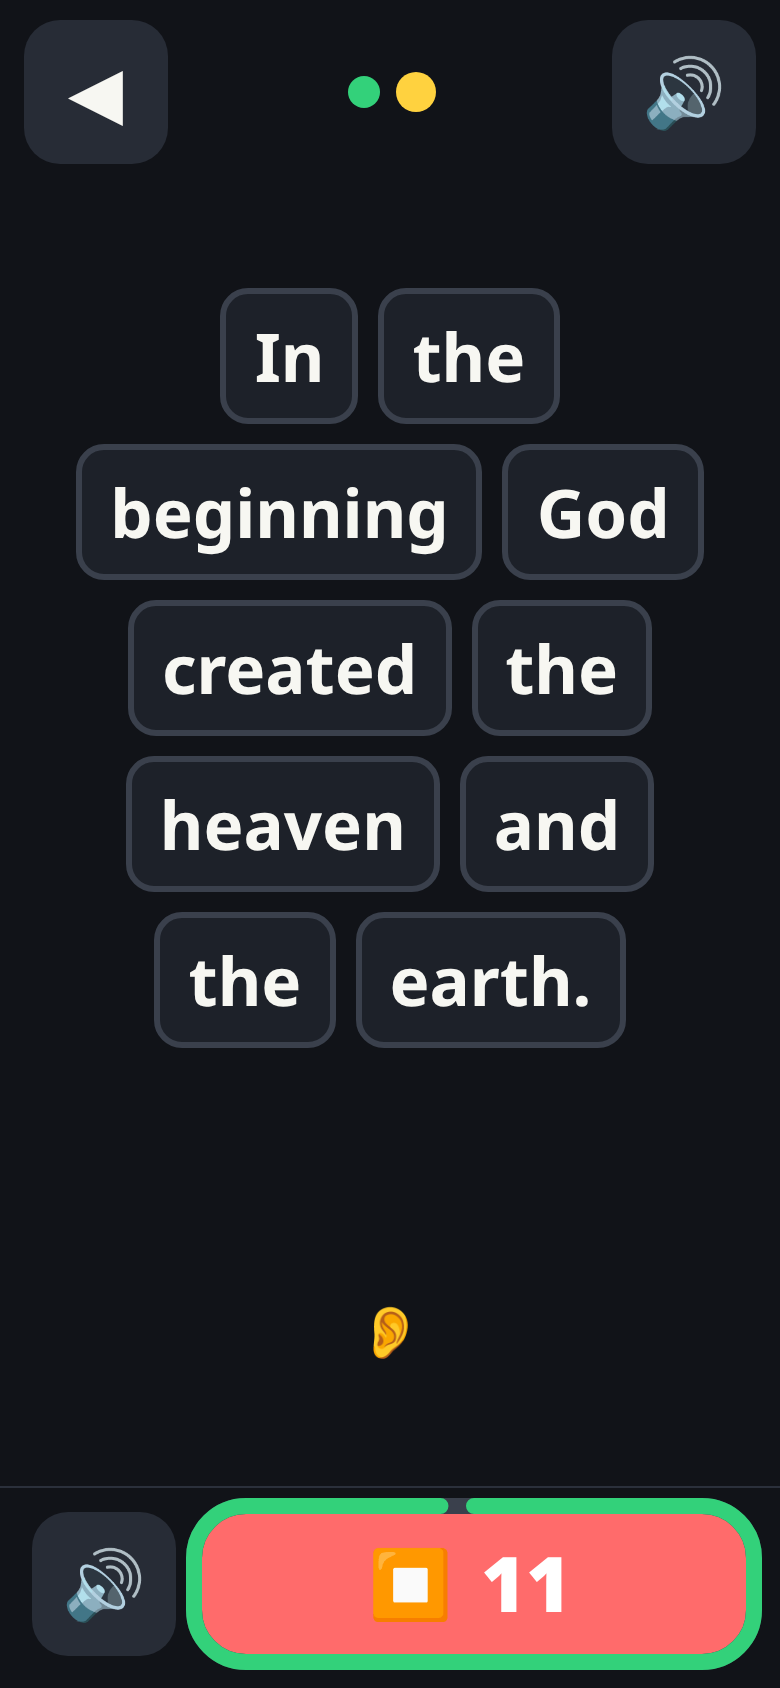 In the
beginning God
created the
heaven and
the earth.
11